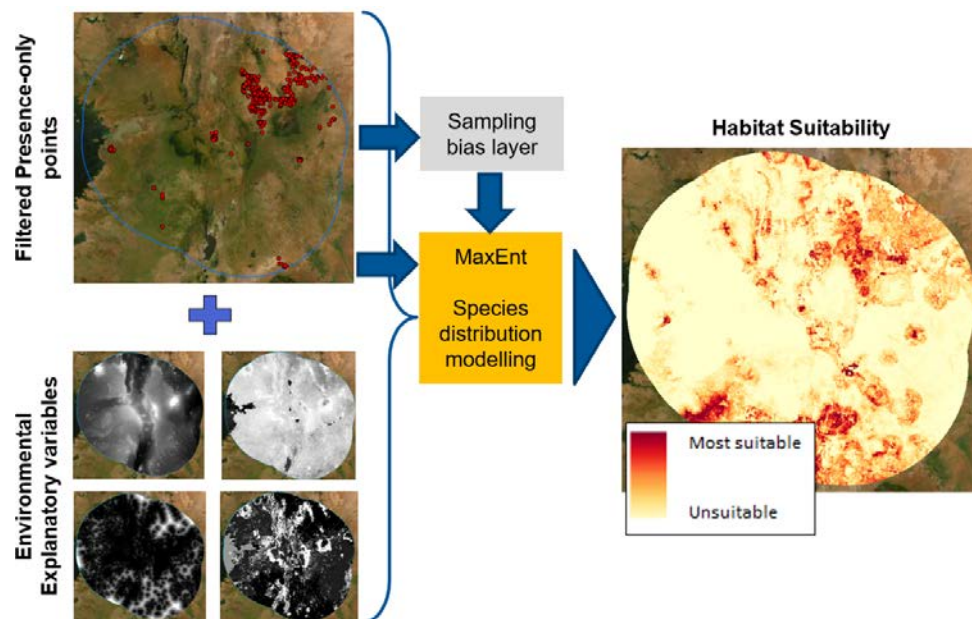 Filtered Presence-only
points
Environmental
Explanatory variables
Sampling
bias layer
MaxEnt
Species
distribution
modelling
Habitat Suitability
Most suitable
Unsuitable